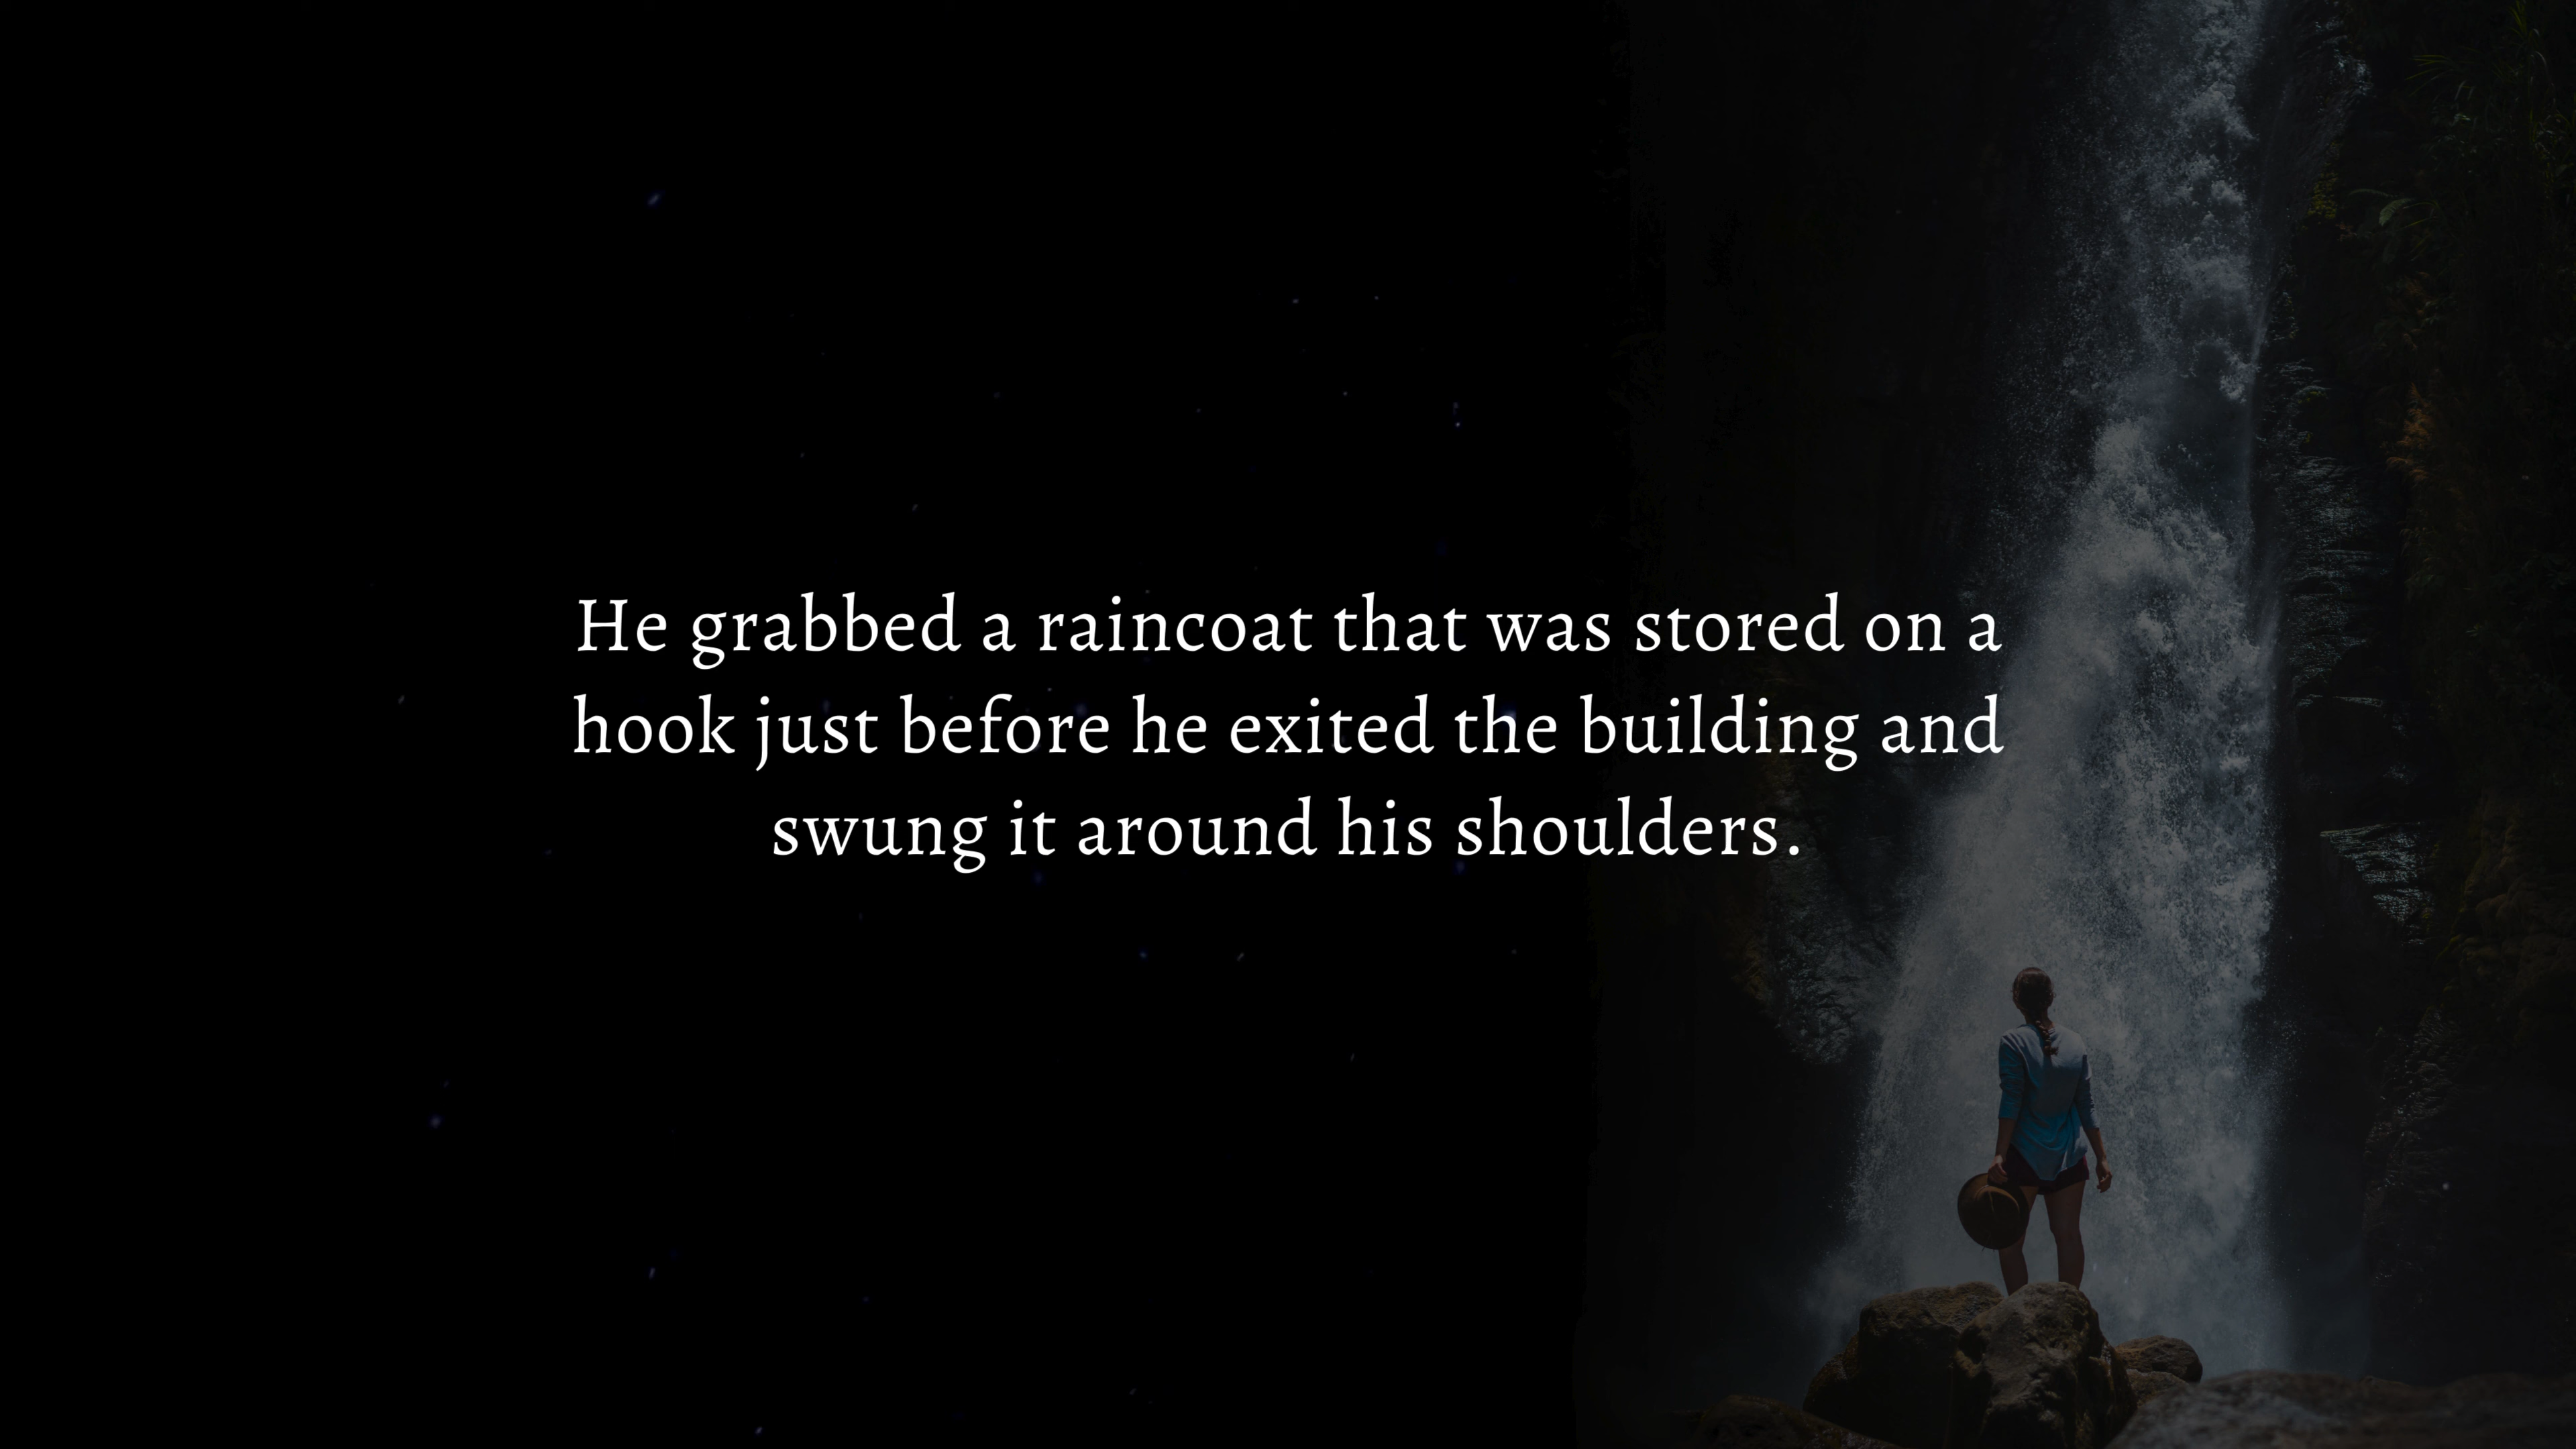 He grabbed a raincoat that was stored on a
hook just before he exited the building and
swung it around his shoulders.